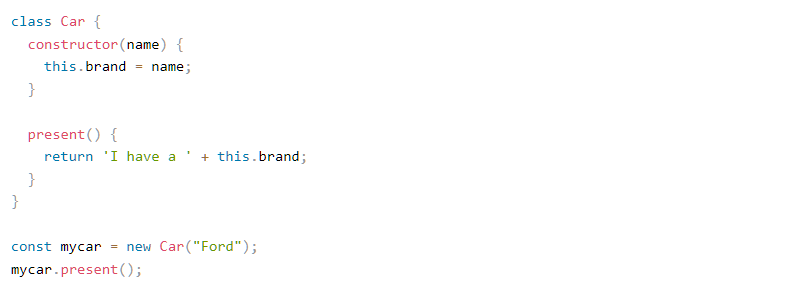 class Car {
  constructor(name) {
    this.brand = name;
  }

  present() {
    return 'I have a ' + this.brand;
  }
}

const mycar = new Car("Ford");
mycar.present();